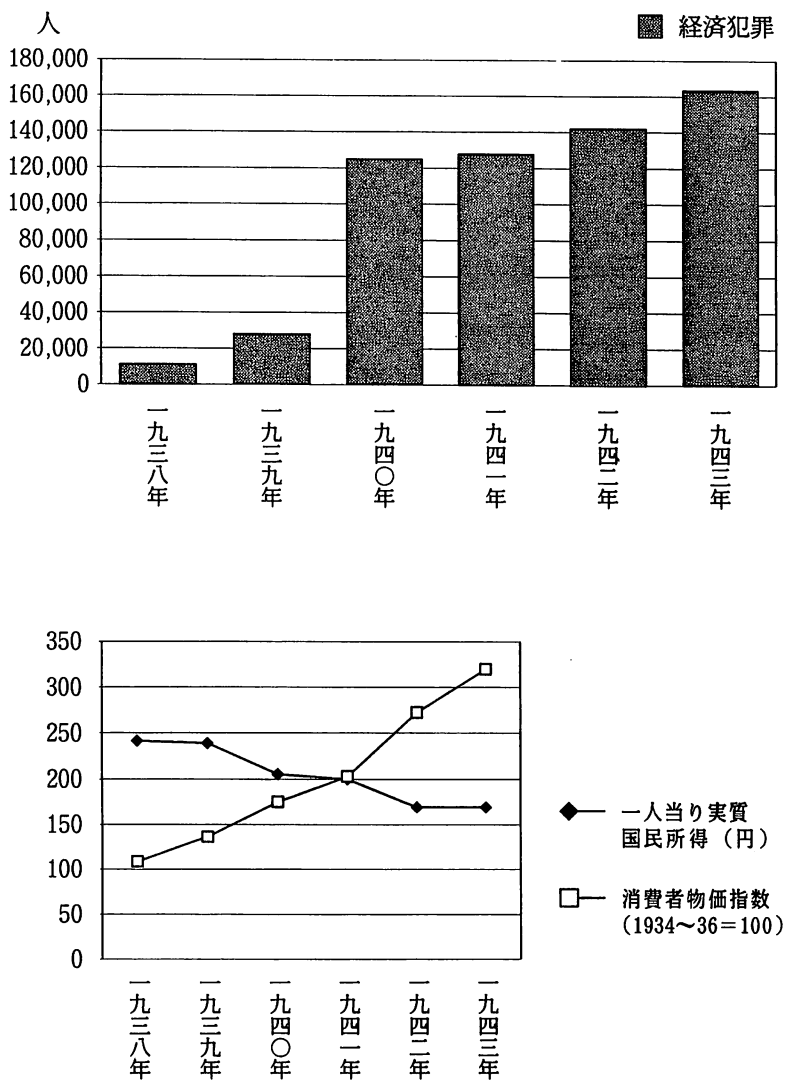 人
経済犯罪
180,000
160,000
140,000
120,000
100,000
80,000
60,000
40,000
20,000
0
一九三八年
一九三九年
一九四〇年
一九四一年
一九四二年
一九四三年
350
300
250
200
150
100
50
0
一人当り実質
国民所得（円）
消費者物価指数
（1934〜36＝100）
一九三八年
一九三九年
一九四〇年
一九四一年
一九四二年
一九四三年